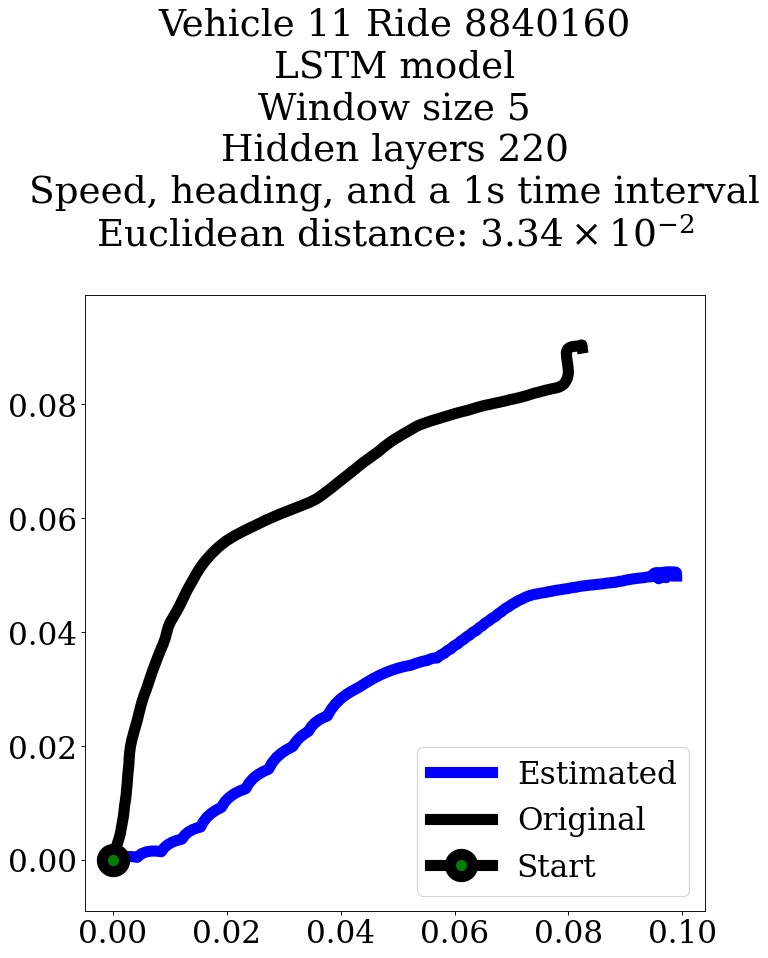 Vehicle 11 Ride 8840160
LSTM model
Window size 5
Hidden layers 220
Speed, heading, and a 1s time interval
Euclidean distance: 3.34 × 10⁻²
0.08
0.06
0.04
0.02
0.00
Estimated
Original
Start
0.00 0.02 0.04 0.06 0.08 0.10